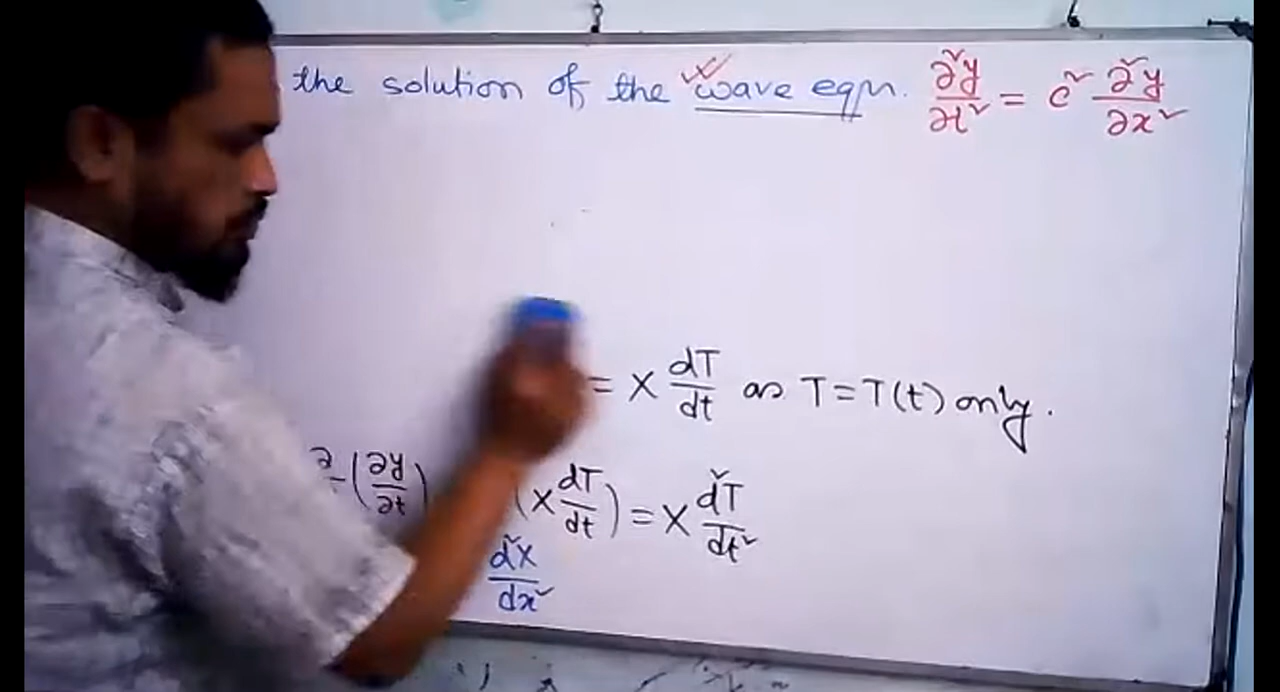 the solution of the wave eqn. ∂²y/∂t² = c² ∂²y/∂x²
= X dT/dt as T=T(t) only.
∂/ (∂y/∂t) (X dT/dt) = X d²T/dt²
d²X/dx²